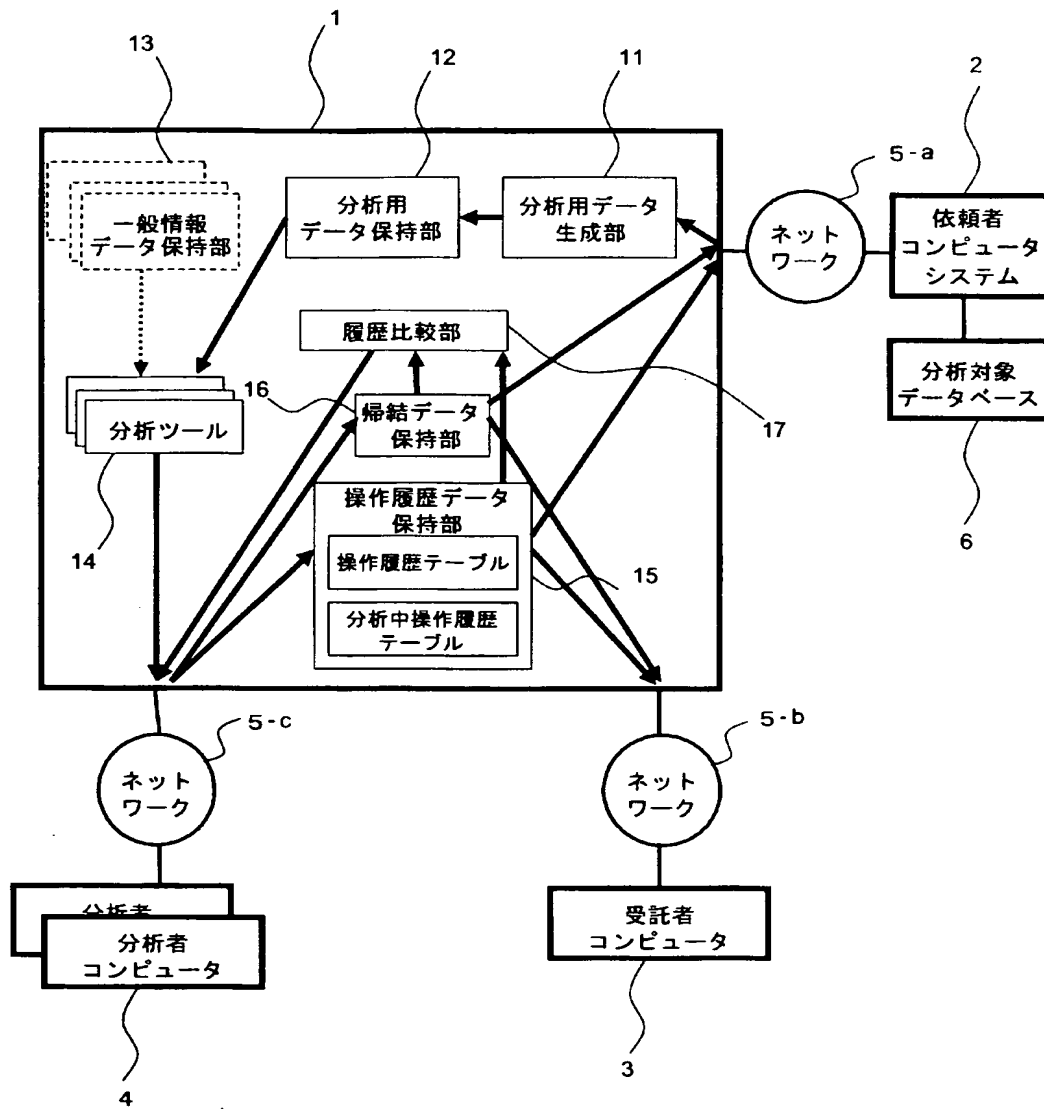 1
13
12
11
2
5-a
一般情報
データ保持部
分析用
データ保持部
分析用データ
生成部
ネット
ワーク
依頼者
コンピュータ
システム
履歴比較部
分析対象
データベース
16
帰結データ
保持部
17
分析ツール
14
操作履歴データ
保持部
操作履歴テーブル
15
分析中操作履歴
テーブル
6
5-c
5-b
ネット
ワーク
ネット
ワーク
分析者
分析者
コンピュータ
受託者
コンピュータ
4
3